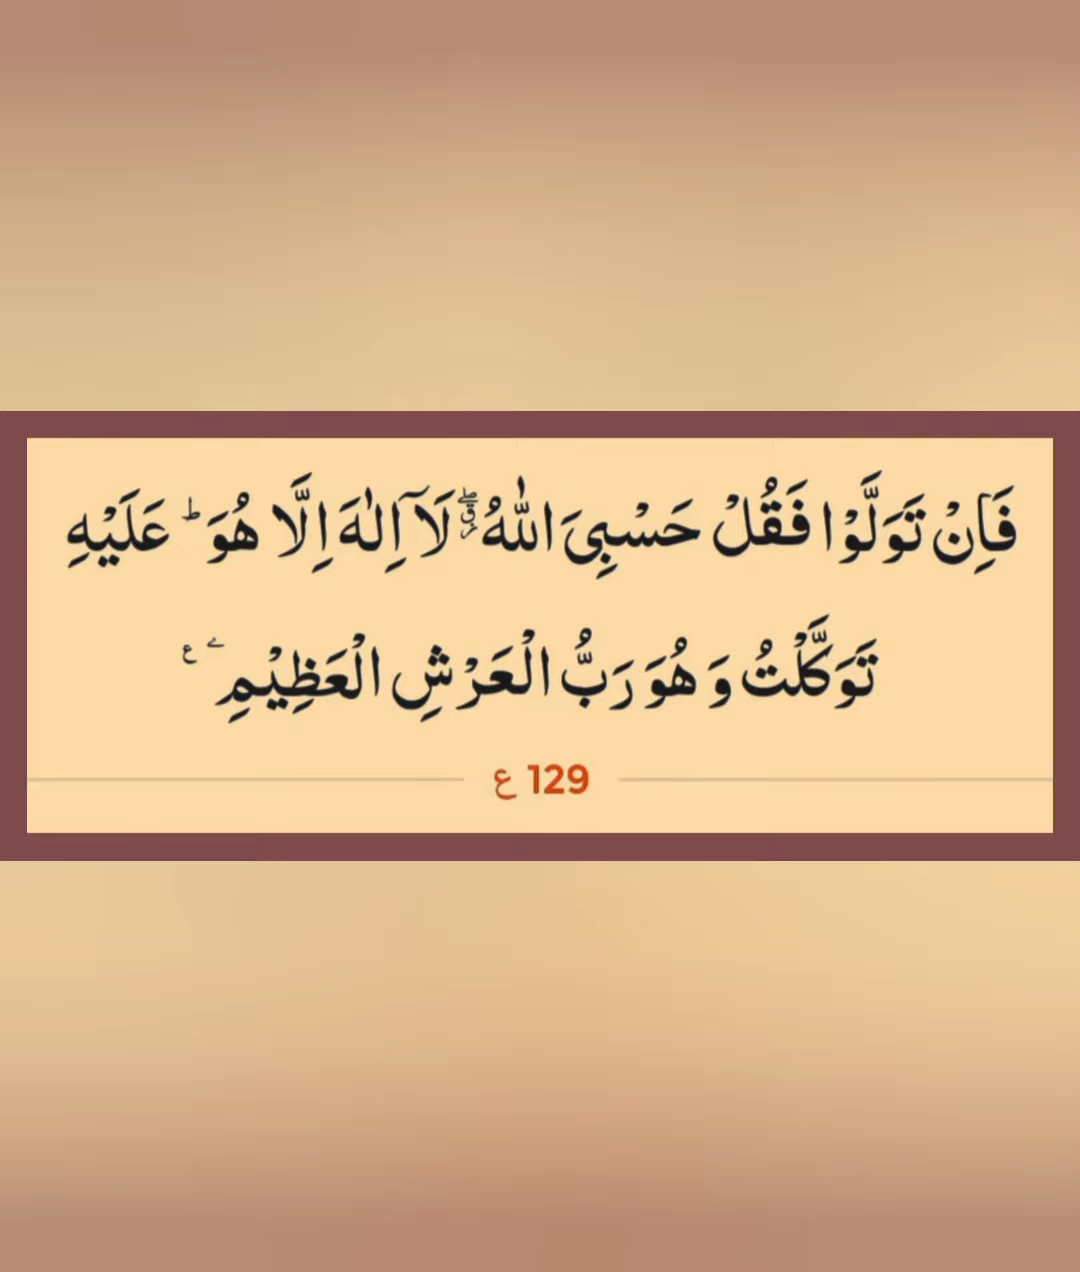 فَاِنْ تَوَلَّوْا فَقُلْ حَسْبِیَ اللّٰهُ ۖۗ لَاۤ اِلٰهَ اِلَّا هُوَ ؕ عَلَیْهِ
تَوَكَّلْتُ وَ هُوَ رَبُّ الْعَرْشِ الْعَظِیْمِ ۠ ع
129 ع